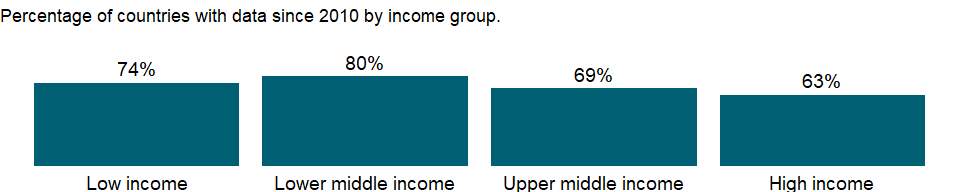 Percentage of countries with data since 2010 by income group.
74%
80%
69%
63%
Low income
Lower middle income
Upper middle income
High income